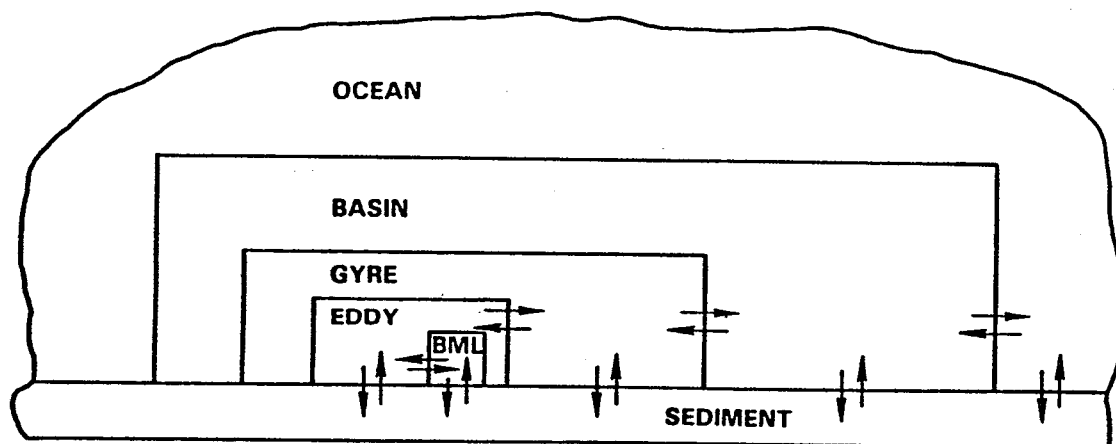 OCEAN
BASIN
GYRE
EDDY
BML
SEDIMENT